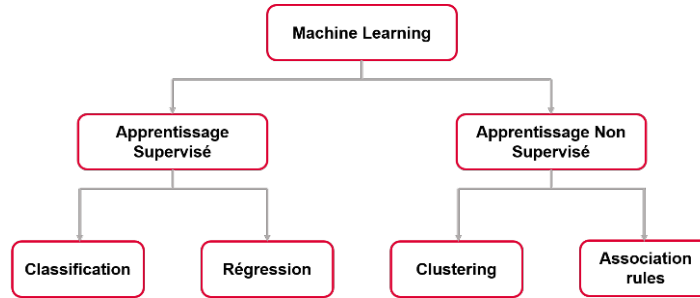 Machine Learning
Apprentissage
Supervisé
Apprentissage Non
Supervisé
Classification
Régression
Clustering
Association
rules